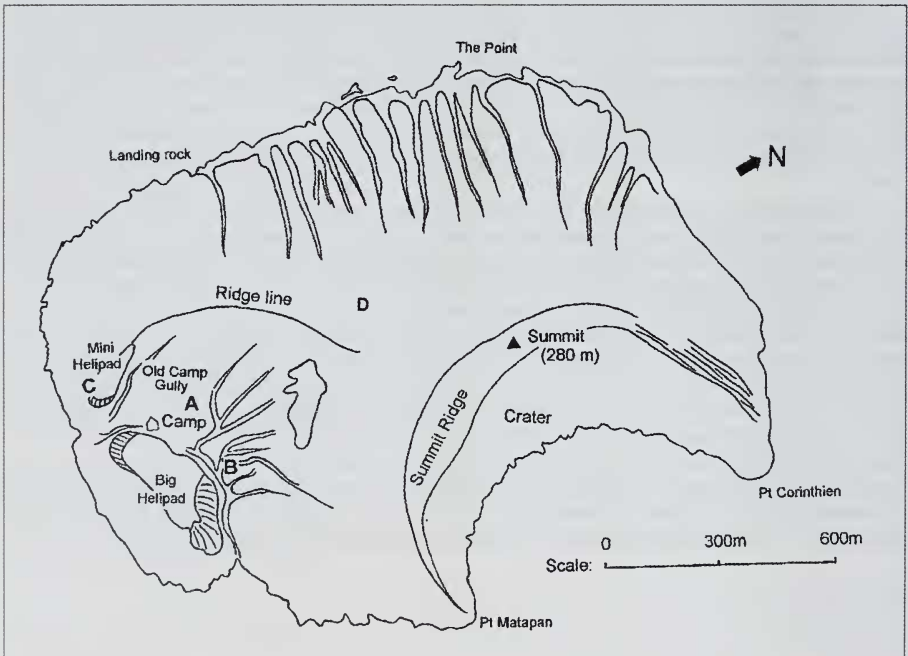 The Point
Landing rock
N
Ridge line
D
Mini
Helipad
C
Old Camp
Gully
A
Camp
B
Big
Helipad
Summit
(280 m)
Summit Ridge
Crater
Pt Corinthien
Scale:
0
300m
600m
Pt Matapan